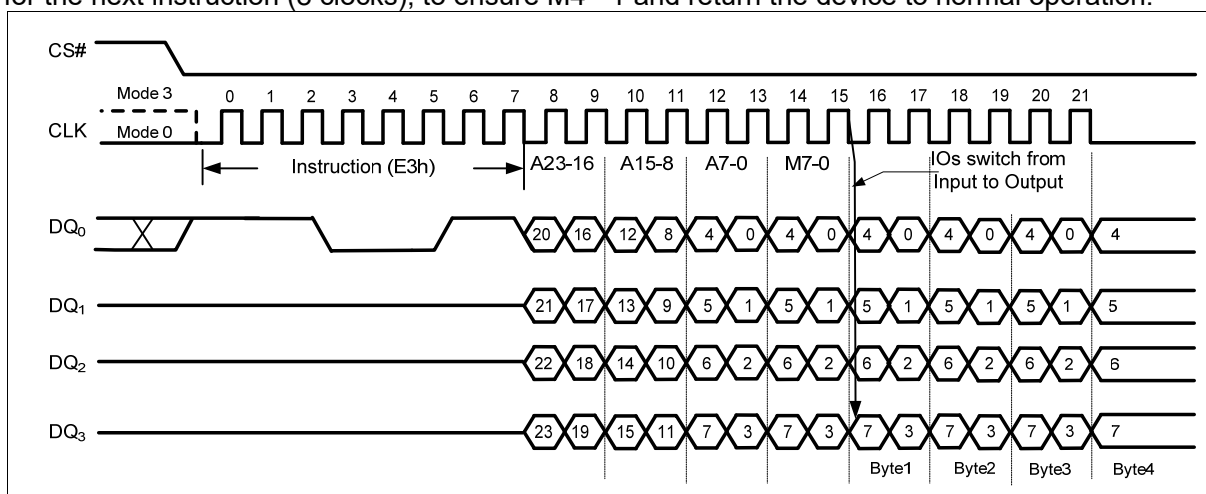 for the next instruction (8 clocks), to ensure M4 = 1 and return the device to normal operation.
CS#
Mode 3
0 1 2 3 4 5 6 7 8 9 10 11 12 13 14 15 16 17 18 19 20 21
CLK
Mode 0
Instruction (E3h)
A23-16 A15-8 A7-0 M7-0
IOs switch from
Input to Output
DQ0 20 16 12 8 4 0 4 0 4 0 4 0 4 0 4
DQ1 21 17 13 9 5 1 5 1 5 1 5 1 5 1 5
DQ2 22 18 14 10 6 2 6 2 6 2 6 2 6 2 6
DQ3 23 19 15 11 7 3 7 3 7 3 7 3 7 3 7
Byte1 Byte2 Byte3 Byte4